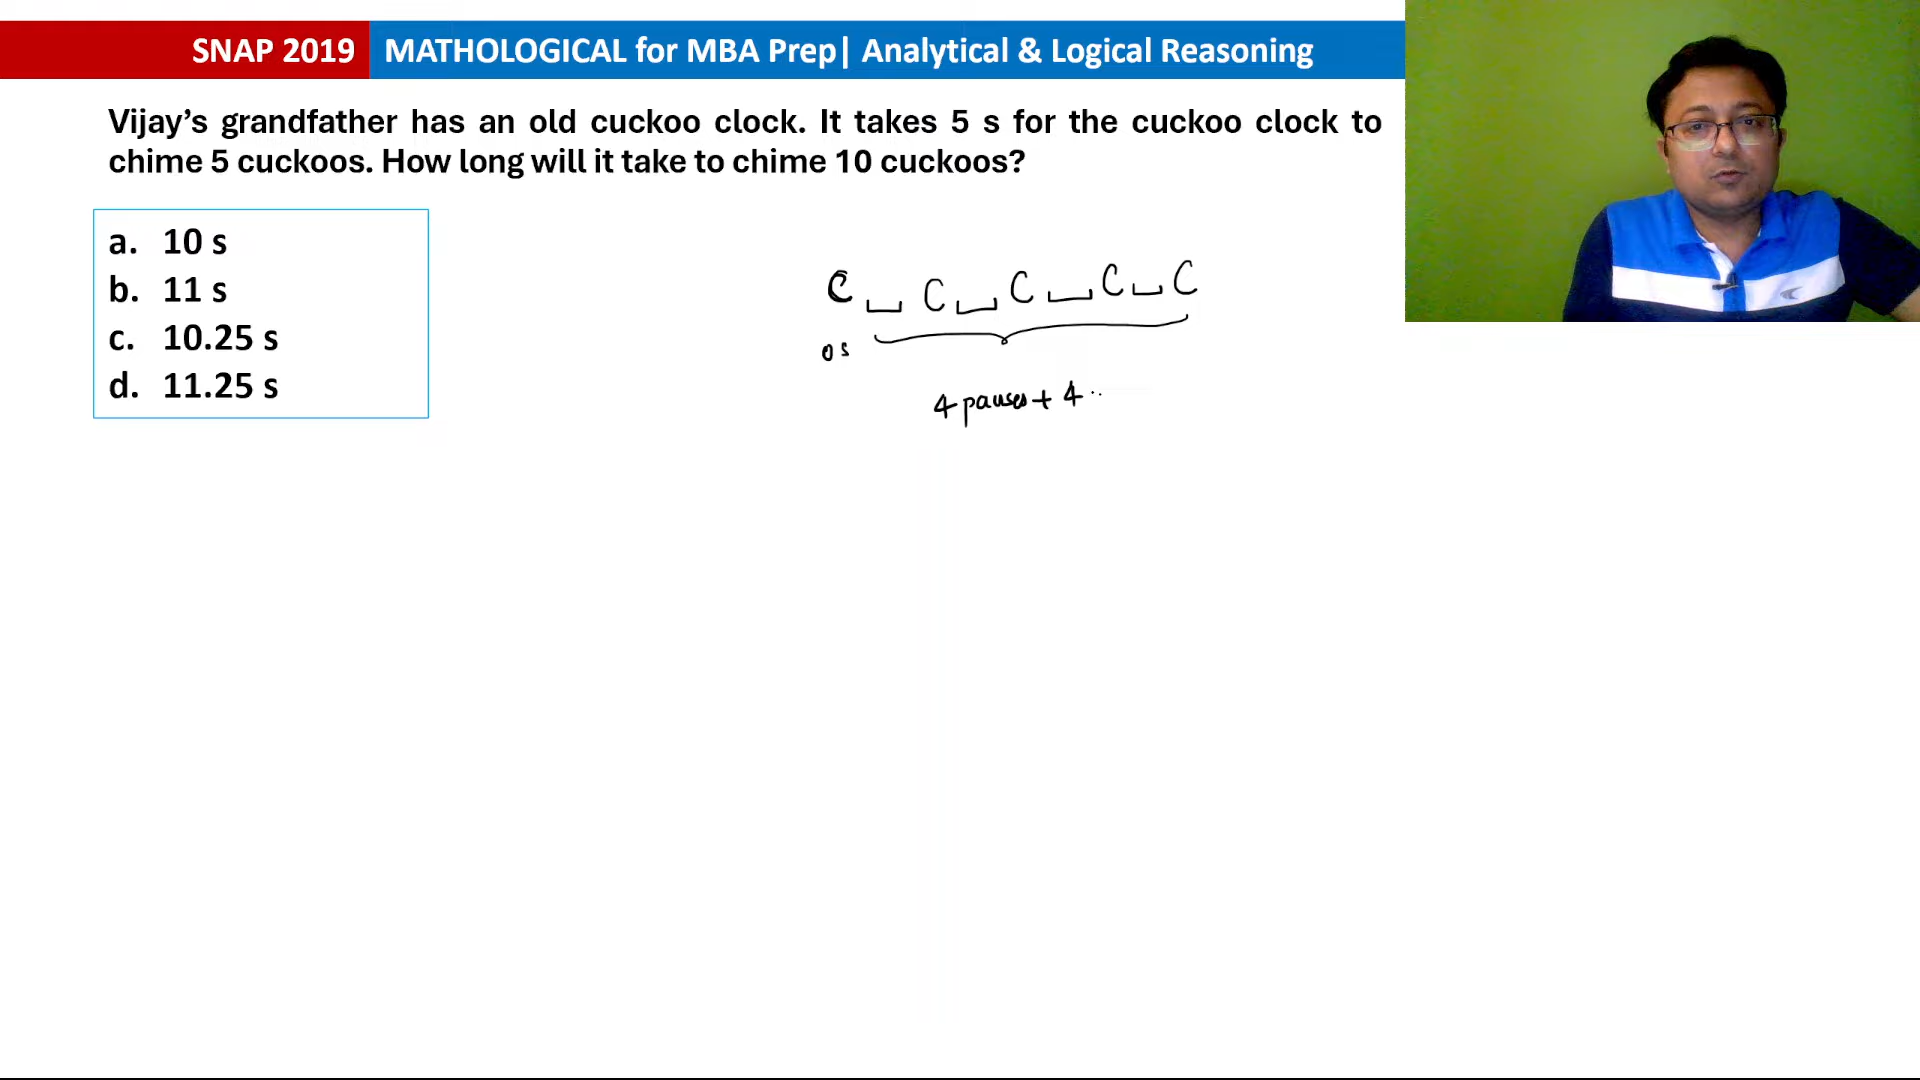 SNAP 2019 MATHOLOGICAL for MBA Prep| Analytical & Logical Reasoning
Vijay’s grandfather has an old cuckoo clock. It takes 5 s for the cuckoo clock to
chime 5 cuckoos. How long will it take to chime 10 cuckoos?
a. 10 s
b. 11 s
c. 10.25 s
d. 11.25 s
C C C C C
0 s
4 pauses + 4